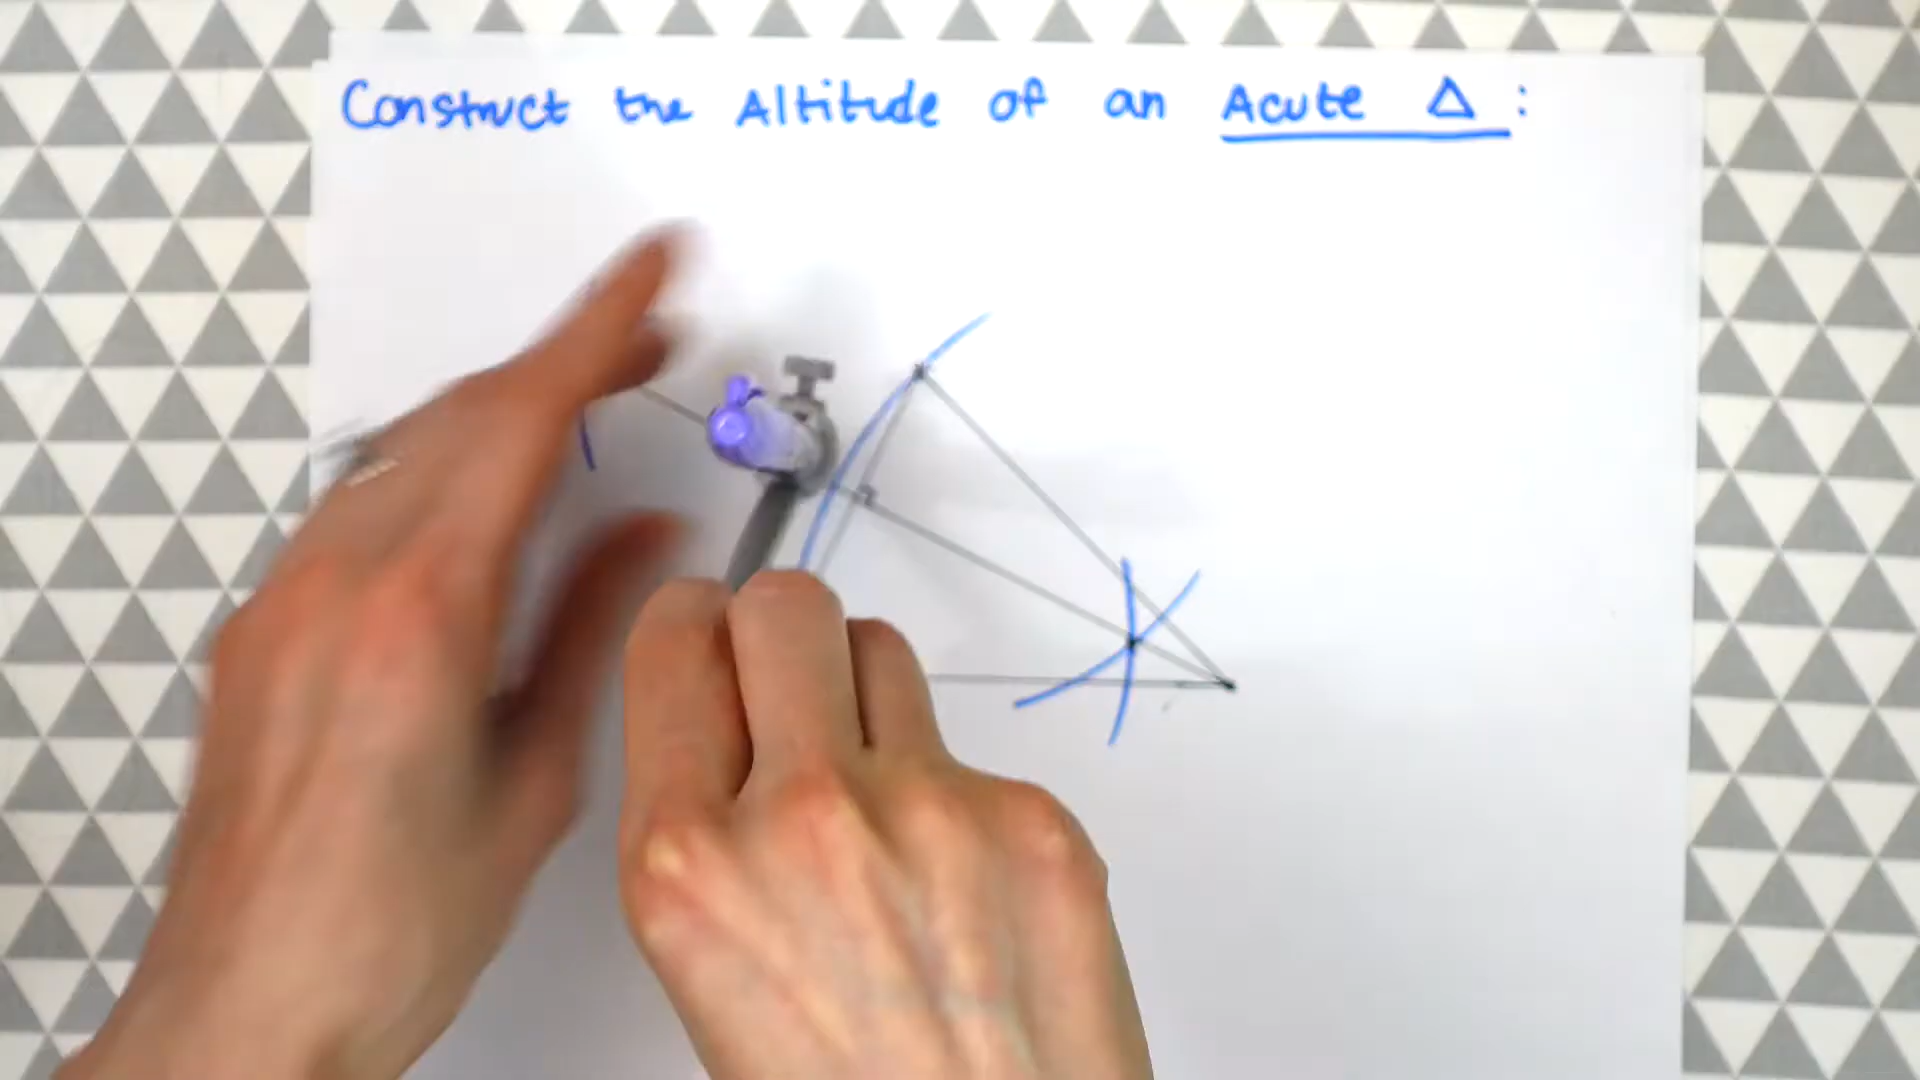 Construct the Altitude of an Acute Δ :